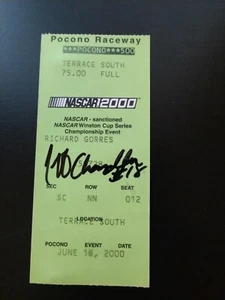 Pocono Raceway
POCONO 500
TERRACE SOUTH
75.00 FULL
NASCAR 2000
NASCAR - sanctioned
NASCAR Winston Cup Series
Championship Event
RICHARD GORRES
SEC ROW SEAT
SC NN 012
LOCATION
TERRACE SOUTH
POCONO EVENT DATE
JUNE 18, 2000